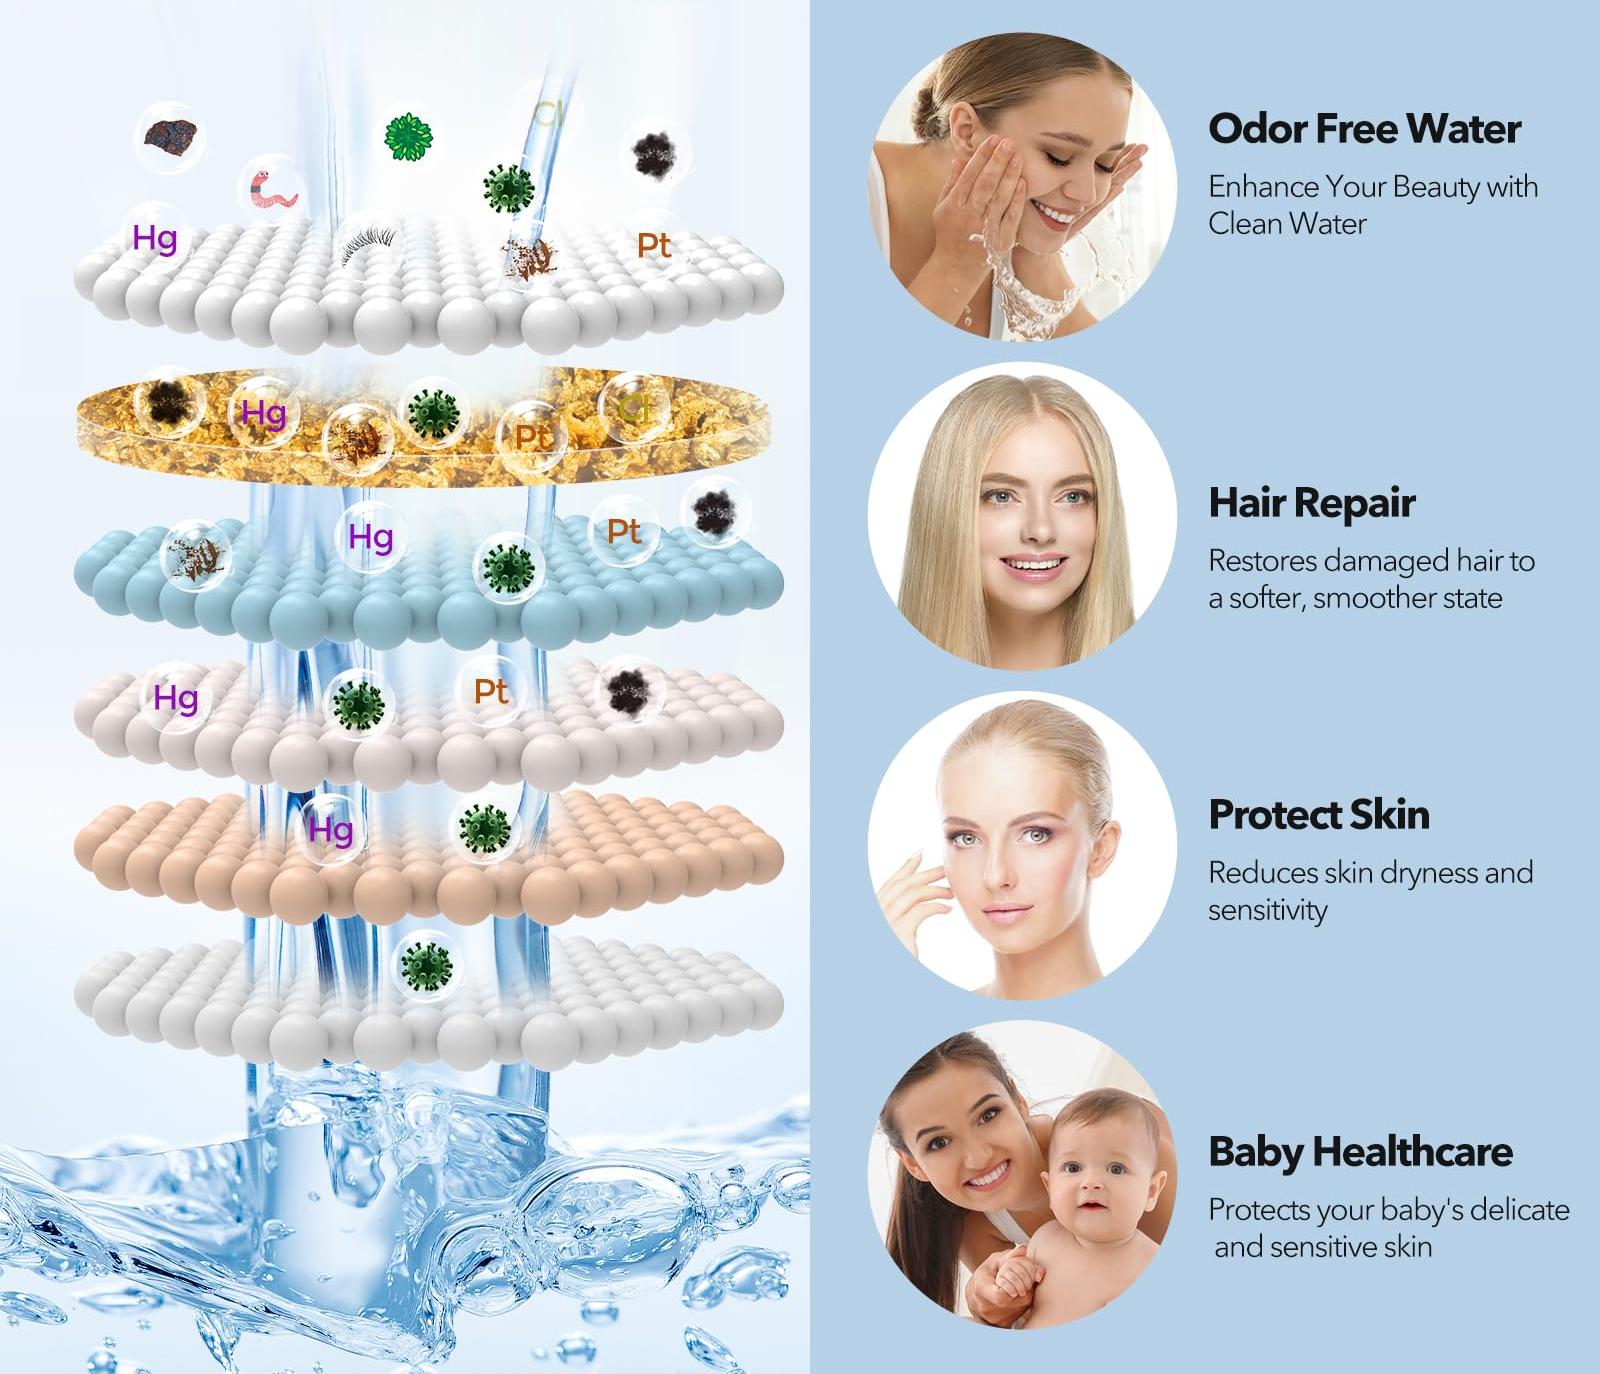 Cl
Hg
Pt
Hg
Pt
Cl
Hg
Pt
Hg
Pt
Hg
Odor Free Water
Enhance Your Beauty with
Clean Water
Hair Repair
Restores damaged hair to
a softer, smoother state
Protect Skin
Reduces skin dryness and
sensitivity
Baby Healthcare
Protects your baby's delicate
and sensitive skin